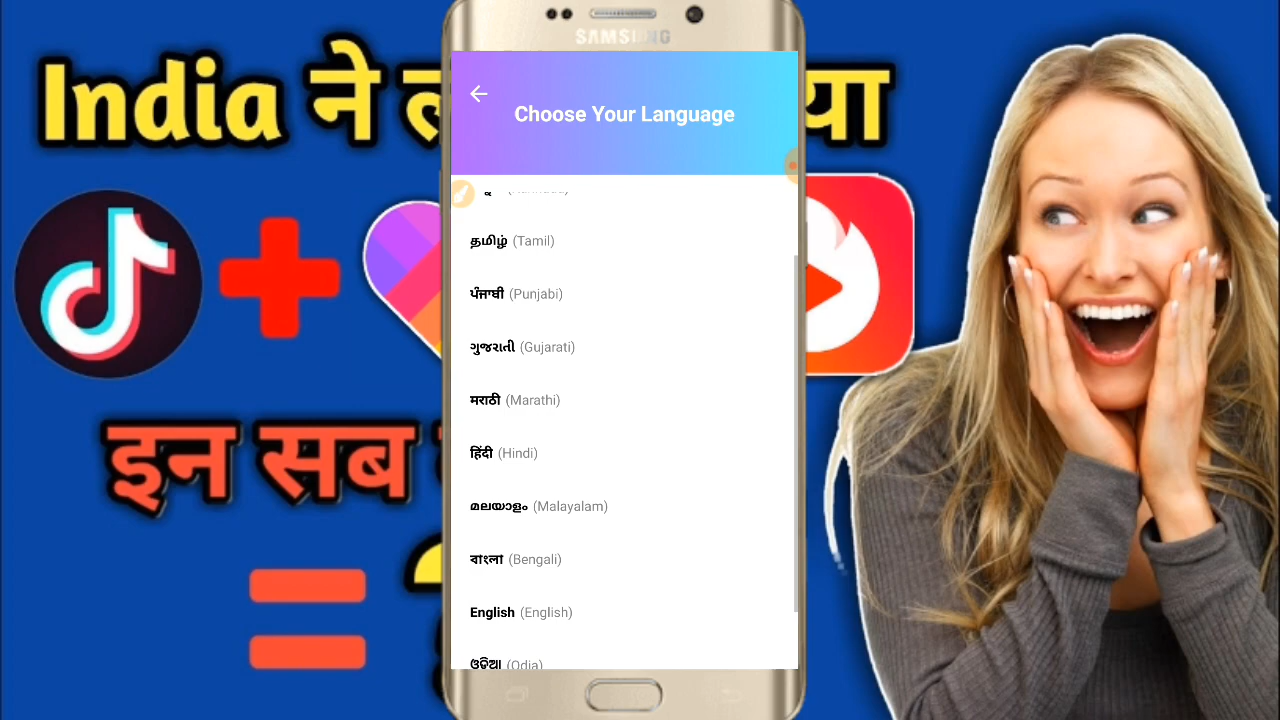 SAMSUNG
India ने
या
Choose Your Language
தமிழ் (Tamil)
ਪੰਜਾਬੀ (Punjabi)
ગુજરાતી (Gujarati)
मराठी (Marathi)
हिंदी (Hindi)
इन सब
മലയാളം (Malayalam)
বাংলা (Bengali)
English (English)
ଓଡ଼ିଆ (Odia)